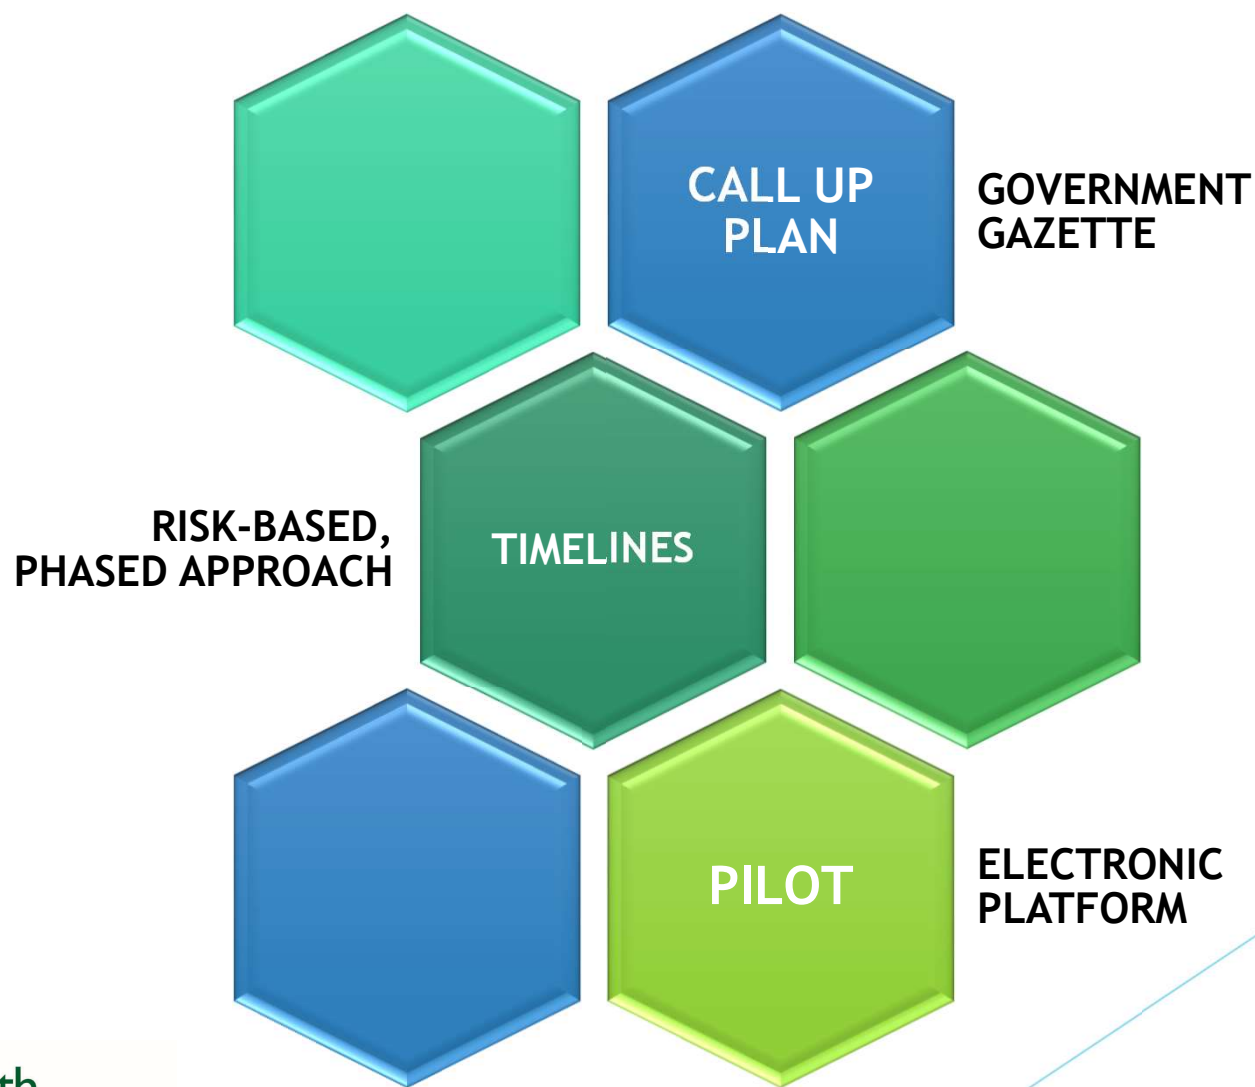 CALL UP
PLAN
GOVERNMENT
GAZETTE
RISK-BASED,
PHASED APPROACH
TIMELINES
PILOT
ELECTRONIC
PLATFORM